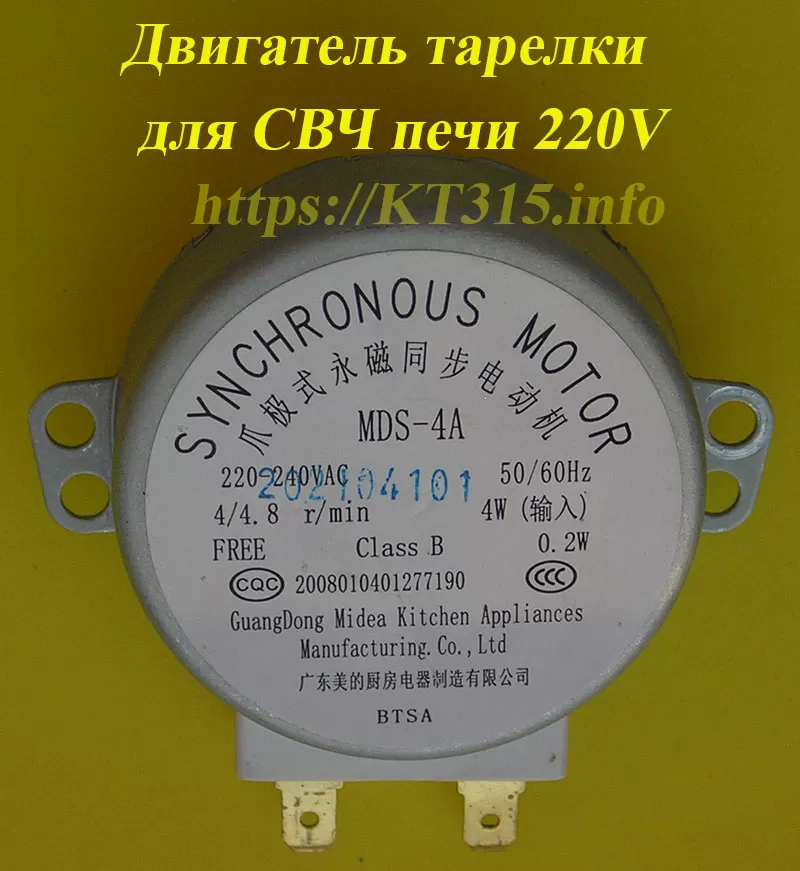 Двигатель тарелки
для СВЧ печи 220V
https://KT315.info
SYNCHRONOUS MOTOR
爪极式永磁同步电动机
MDS-4A
220-240VAC 50/60Hz
202104101
4/4.8 r/min 4W (输入)
FREE Class B 0.2W
CQC 2008010401277190 CCC
GuangDong Midea Kitchen Appliances
Manufacturing.Co.,Ltd
广东美的厨房电器制造有限公司
BTSA